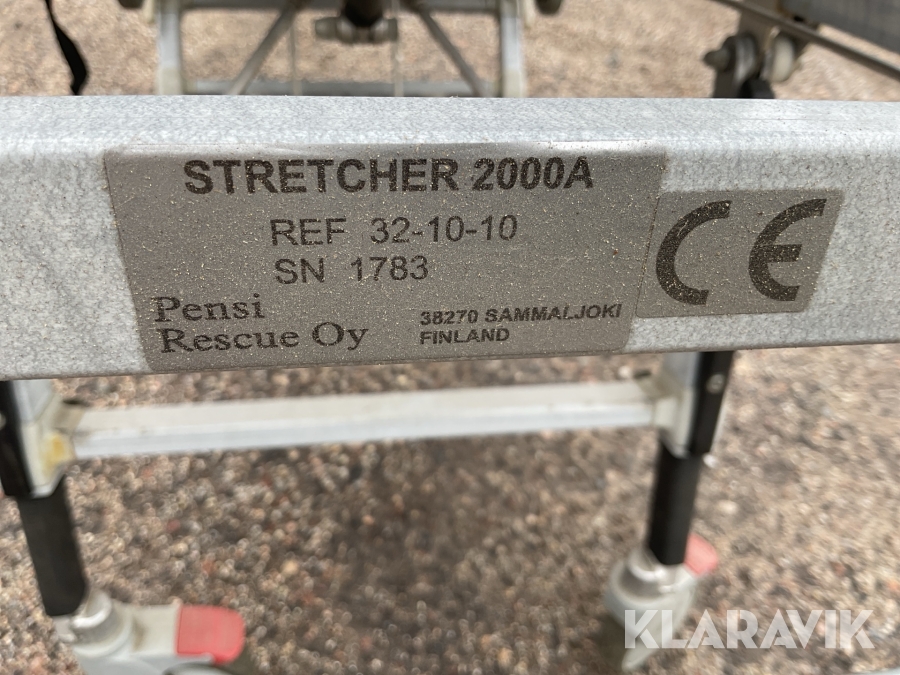 STRETCHER 2000A
REF 32-10-10
SN 1783
Pensi
Rescue Oy
38270 SAMMALJOKI
FINLAND
CE
KLARAVIK